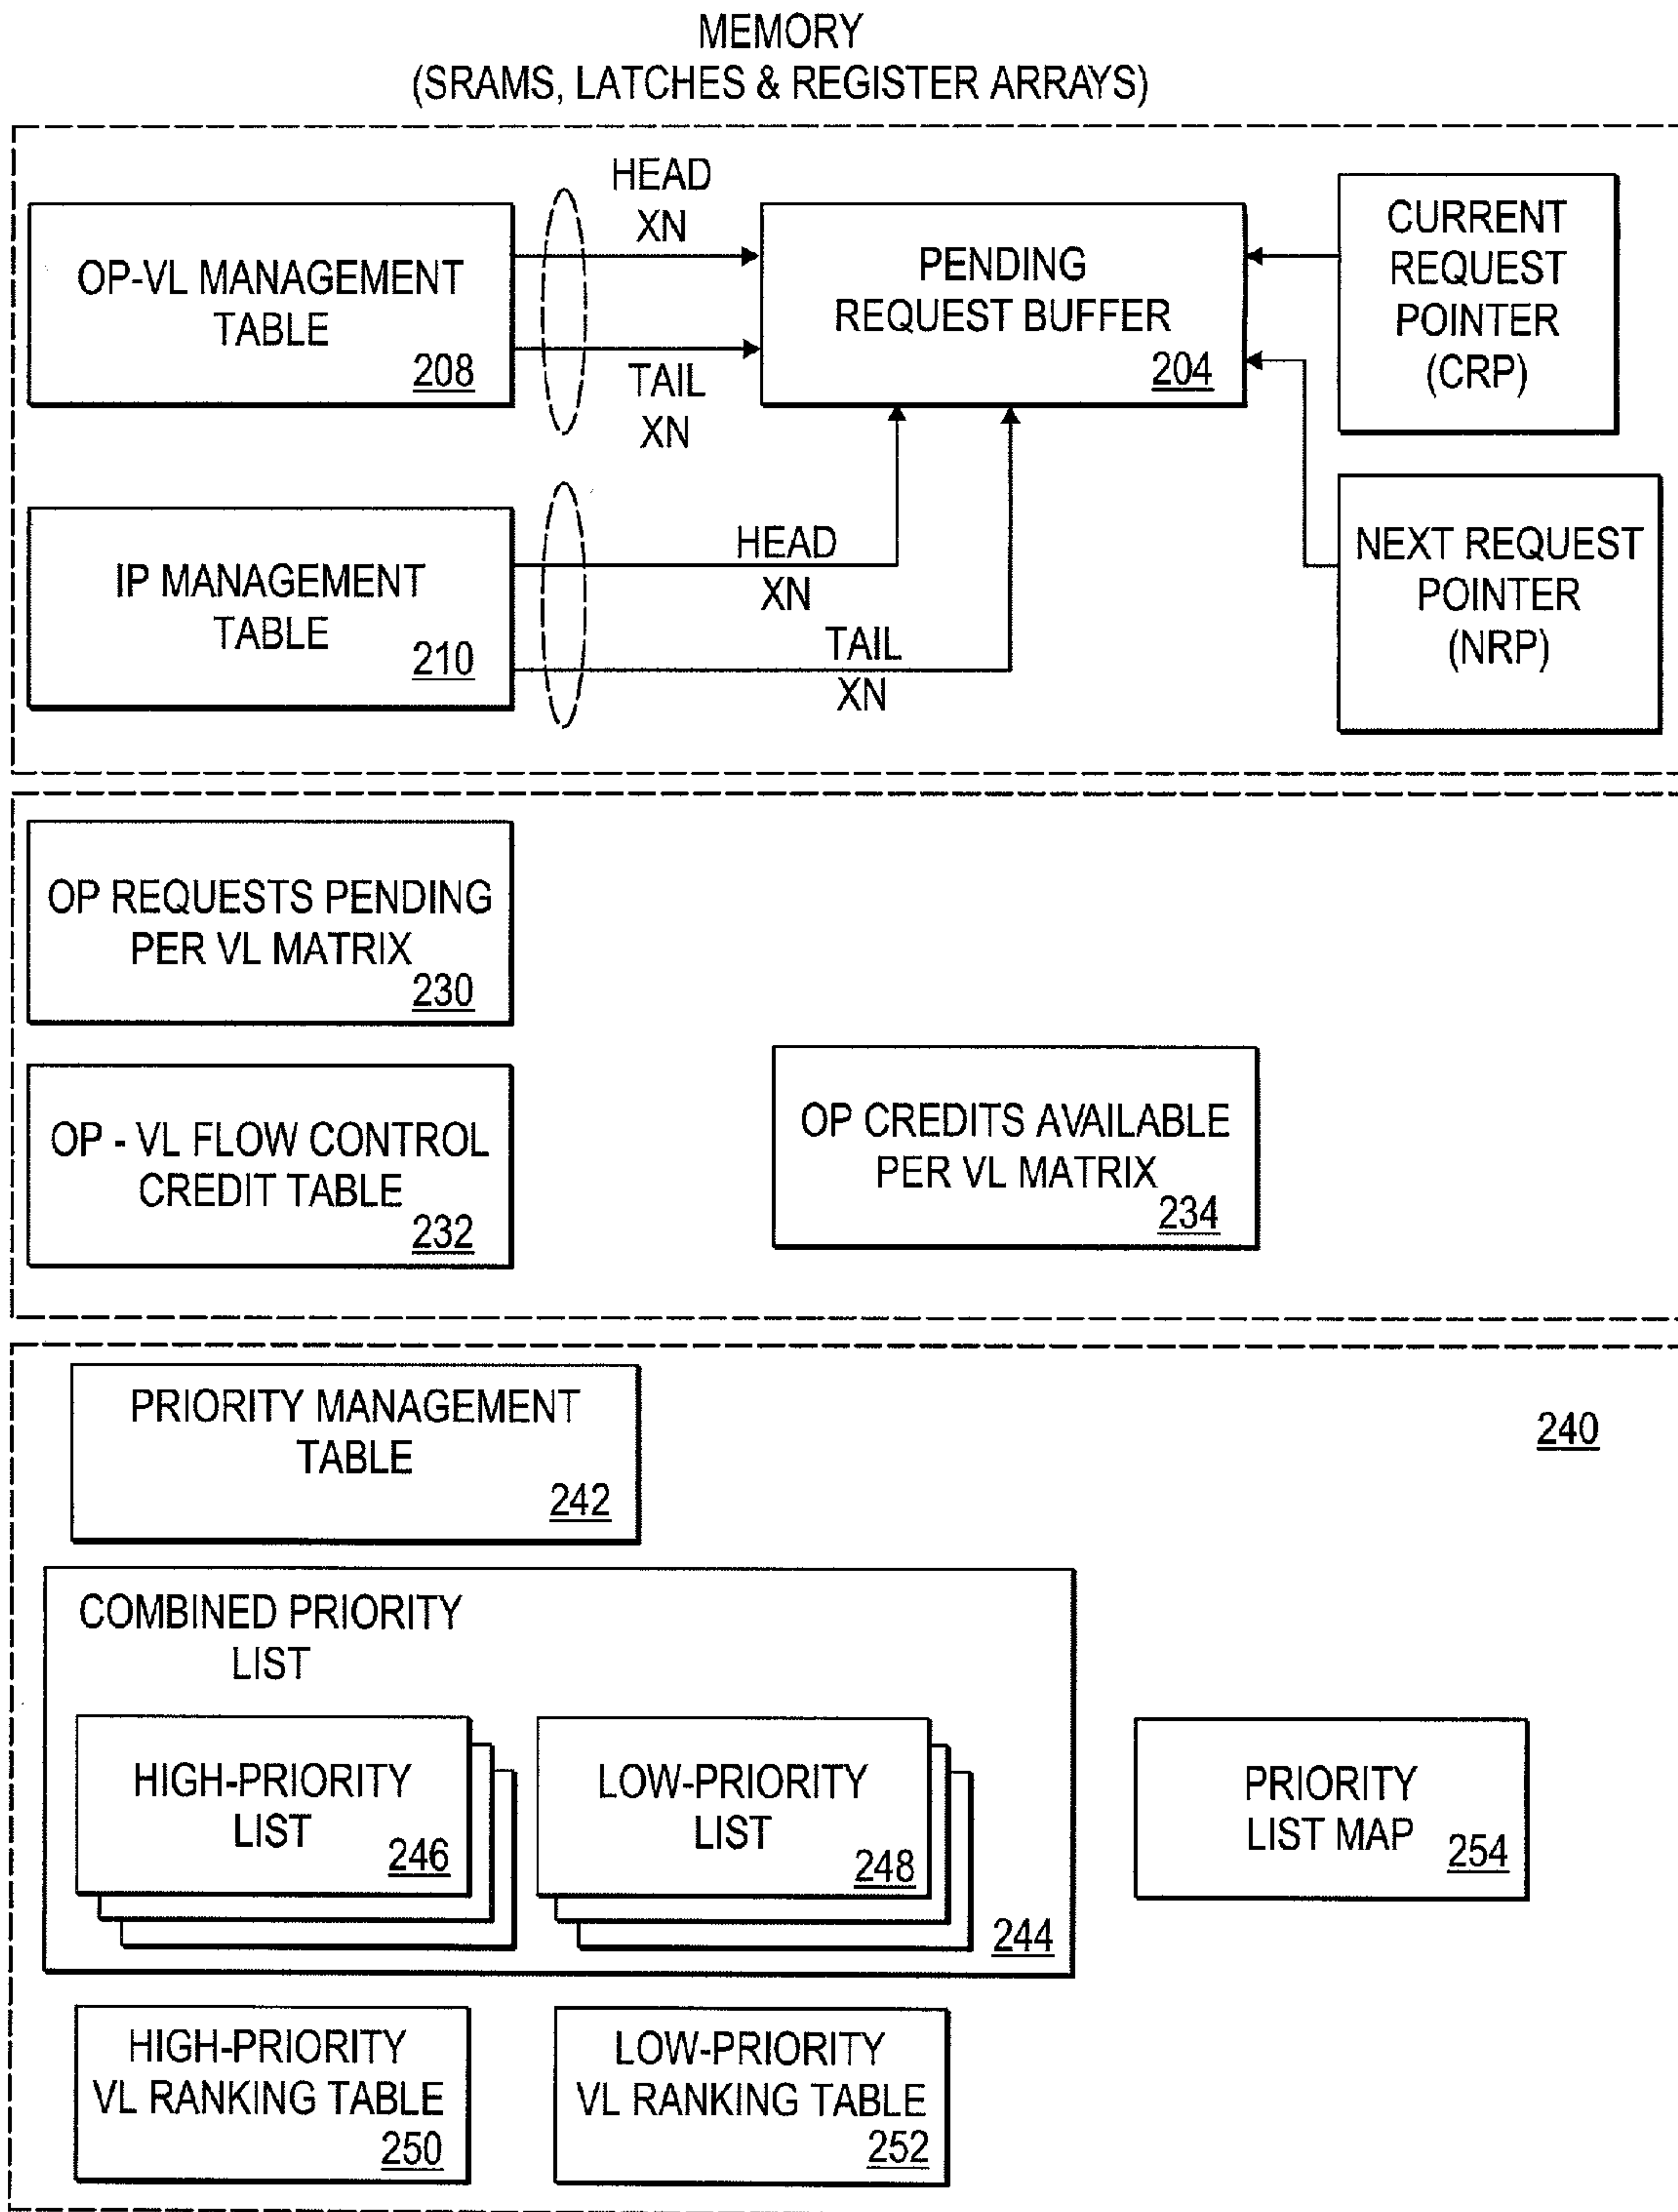 MEMORY
(SRAMS, LATCHES & REGISTER ARRAYS)
OP-VL MANAGEMENT
TABLE
208
HEAD
XN
TAIL
XN
PENDING
REQUEST BUFFER
204
CURRENT
REQUEST
POINTER
(CRP)
IP MANAGEMENT
TABLE
210
HEAD
XN
TAIL
XN
NEXT REQUEST
POINTER
(NRP)
OP REQUESTS PENDING
PER VL MATRIX
230
OP - VL FLOW CONTROL
CREDIT TABLE
232
OP CREDITS AVAILABLE
PER VL MATRIX
234
PRIORITY MANAGEMENT
TABLE
242
240
COMBINED PRIORITY
LIST
HIGH-PRIORITY
LIST
246
LOW-PRIORITY
LIST
248
244
PRIORITY
LIST MAP
254
HIGH-PRIORITY
VL RANKING TABLE
250
LOW-PRIORITY
VL RANKING TABLE
252